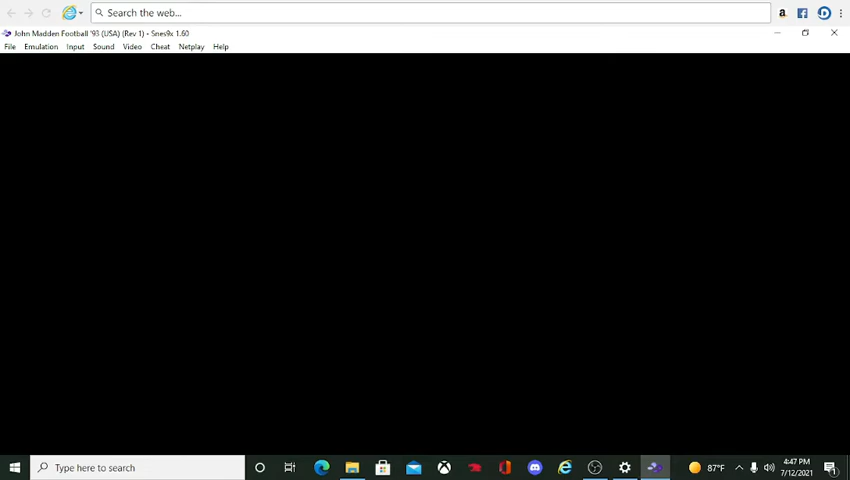 Search the web...
John Madden Football '93 (USA) (Rev 1) - Snes9x 1.60
File Emulation Input Sound Video Cheat Netplay Help
Type here to search
87°F
4:47 PM
7/12/2021